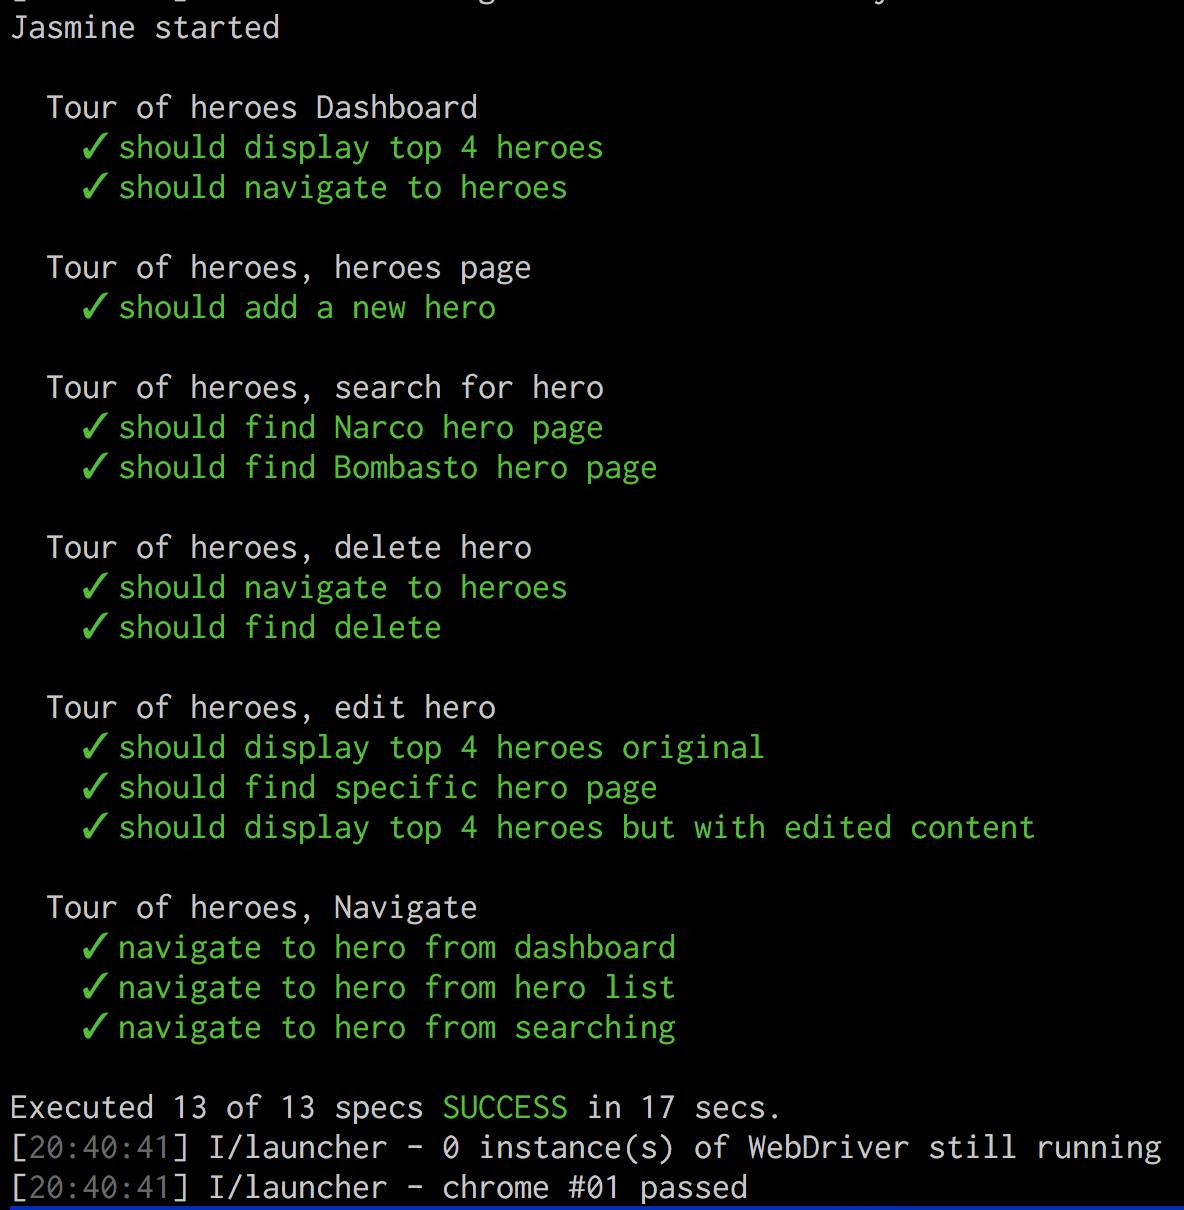 Jasmine started
Tour of heroes Dashboard
✓ should display top 4 heroes
✓ should navigate to heroes
Tour of heroes, heroes page
✓ should add a new hero
Tour of heroes, search for hero
✓ should find Narco hero page
✓ should find Bombasto hero page
Tour of heroes, delete hero
✓ should navigate to heroes
✓ should find delete
Tour of heroes, edit hero
✓ should display top 4 heroes original
✓ should find specific hero page
✓ should display top 4 heroes but with edited content
Tour of heroes, Navigate
✓ navigate to hero from dashboard
✓ navigate to hero from hero list
✓ navigate to hero from searching
Executed 13 of 13 specs SUCCESS in 17 secs.
[20:40:41] I/launcher - 0 instance(s) of WebDriver still running
[20:40:41] I/launcher - chrome #01 passed